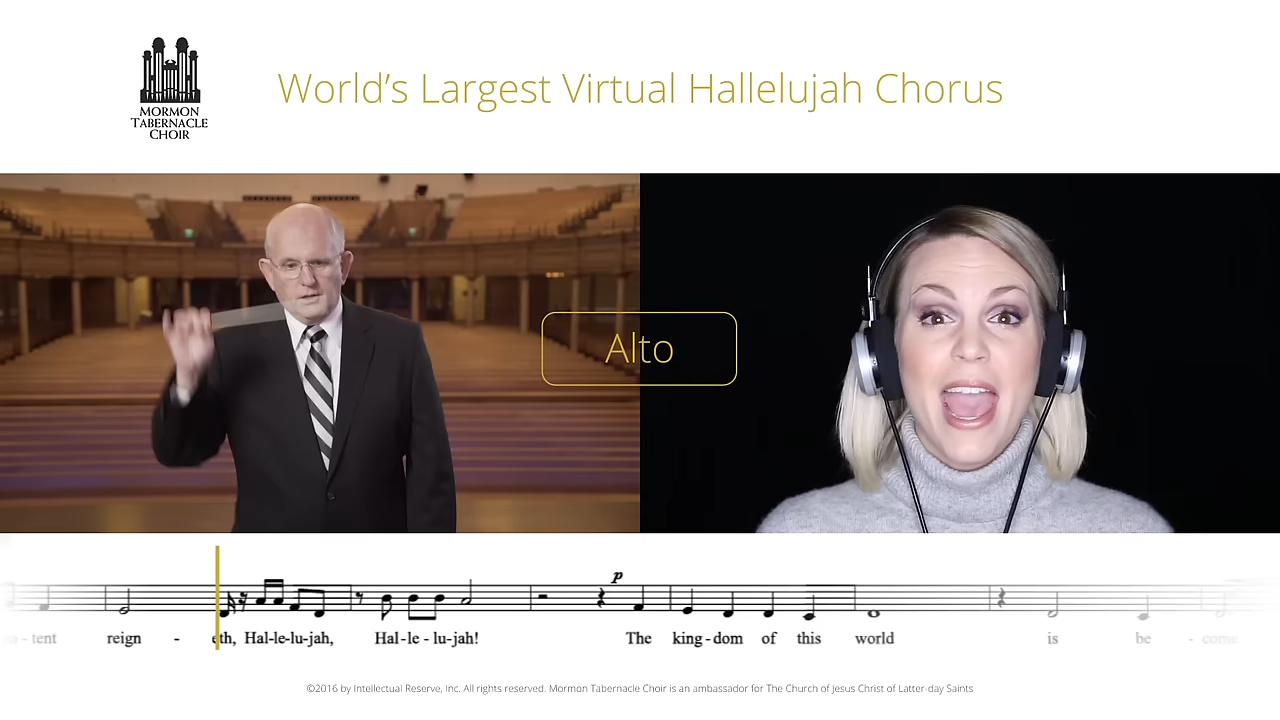 MORMON
TABERNACLE
CHOIR
World's Largest Virtual Hallelujah Chorus
Alto
p
- tent reign - eth, Hal-le-lu-jah, Hal-le-lu-jah! The king-dom of this world is be - come
©2016 by Intellectual Reserve, Inc. All rights reserved. Mormon Tabernacle Choir is an ambassador for The Church of Jesus Christ of Latter-day Saints